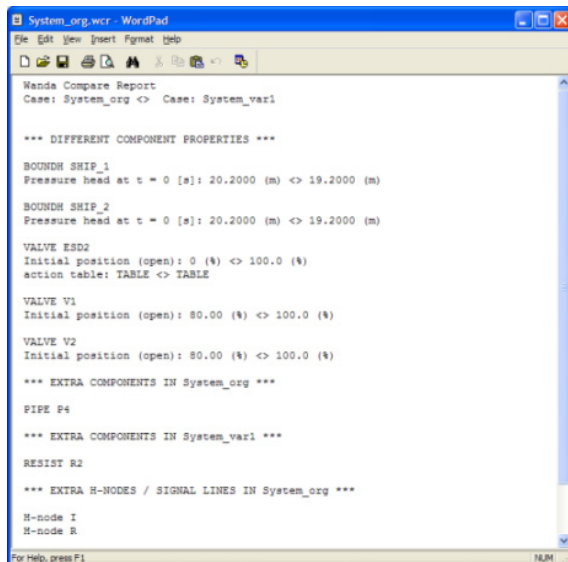 System_org.wcr - WordPad
File Edit View Insert Format Help
Wanda Compare Report
Case: System_org <> Case: System_var1
*** DIFFERENT COMPONENT PROPERTIES ***
BOUNDH SHIP_1
Pressure head at t = 0 [s]: 20.2000 (m) <> 19.2000 (m)
BOUNDH SHIP_2
Pressure head at t = 0 [s]: 20.2000 (m) <> 19.2000 (m)
VALVE ESD2
Initial position (open): 0 (%) <> 100.0 (%)
action table: TABLE <> TABLE
VALVE V1
Initial position (open): 80.00 (%) <> 100.0 (%)
VALVE V2
Initial position (open): 80.00 (%) <> 100.0 (%)
*** EXTRA COMPONENTS IN System_org ***
PIPE P4
*** EXTRA COMPONENTS IN System_var1 ***
RESIST R2
*** EXTRA H-NODES / SIGNAL LINES IN System_org ***
H-node I
H-node R
For Help, press F1
NUM